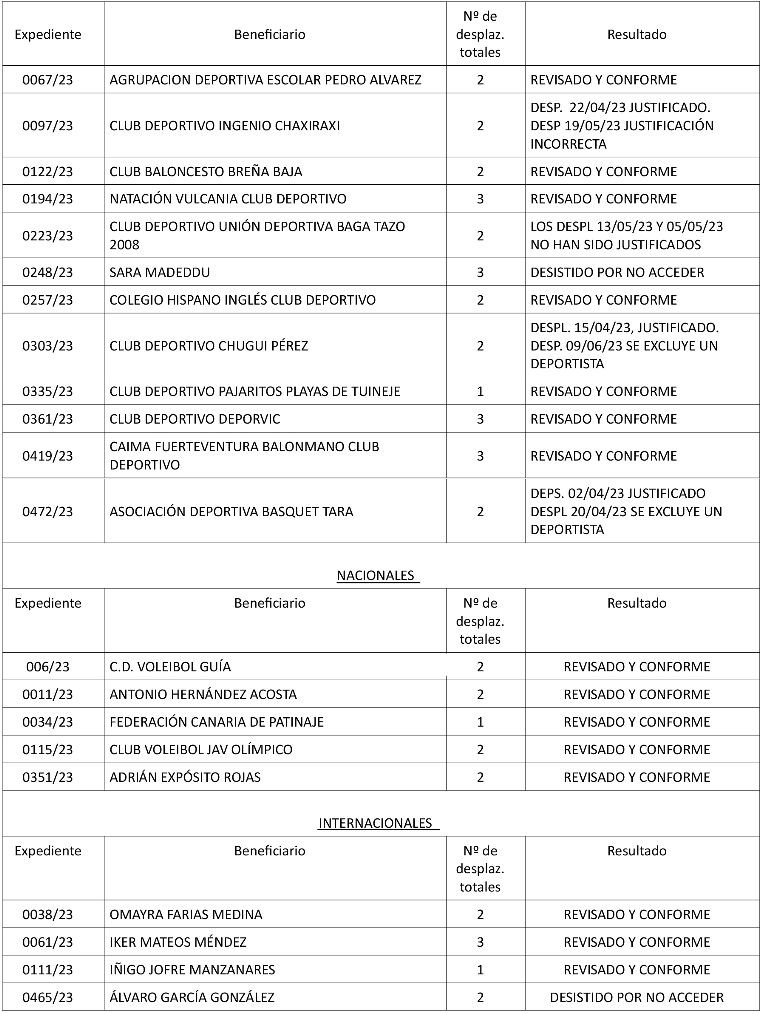 Expediente Beneficiario Nº de desplaz. totales Resultado
0067/23 AGRUPACION DEPORTIVA ESCOLAR PEDRO ALVAREZ 2 REVISADO Y CONFORME
0097/23 CLUB DEPORTIVO INGENIO CHAXIRAXI 2 DESP. 22/04/23 JUSTIFICADO.
DESP 19/05/23 JUSTIFICACIÓN
INCORRECTA
0122/23 CLUB BALONCESTO BREÑA BAJA 2 REVISADO Y CONFORME
0194/23 NATACIÓN VULCANIA CLUB DEPORTIVO 3 REVISADO Y CONFORME
0223/23 CLUB DEPORTIVO UNIÓN DEPORTIVA BAGA TAZO
2008 2 LOS DESPL 13/05/23 Y 05/05/23
NO HAN SIDO JUSTIFICADOS
0248/23 SARA MADEDDU 3 DESISTIDO POR NO ACCEDER
0257/23 COLEGIO HISPANO INGLÉS CLUB DEPORTIVO 2 REVISADO Y CONFORME
0303/23 CLUB DEPORTIVO CHUGUI PÉREZ 2 DESPL. 15/04/23, JUSTIFICADO.
DESP. 09/06/23 SE EXCLUYE UN
DEPORTISTA
0335/23 CLUB DEPORTIVO PAJARITOS PLAYAS DE TUINEJE 1 REVISADO Y CONFORME
0361/23 CLUB DEPORTIVO DEPORVIC 3 REVISADO Y CONFORME
0419/23 CAIMA FUERTEVENTURA BALONMANO CLUB
DEPORTIVO 3 REVISADO Y CONFORME
0472/23 ASOCIACIÓN DEPORTIVA BASQUET TARA 2 DEPS. 02/04/23 JUSTIFICADO
DESPL 20/04/23 SE EXCLUYE UN
DEPORTISTA
NACIONALES
Expediente Beneficiario Nº de desplaz. totales Resultado
006/23 C.D. VOLEIBOL GUÍA 2 REVISADO Y CONFORME
0011/23 ANTONIO HERNÁNDEZ ACOSTA 2 REVISADO Y CONFORME
0034/23 FEDERACIÓN CANARIA DE PATINAJE 1 REVISADO Y CONFORME
0115/23 CLUB VOLEIBOL JAV OLÍMPICO 2 REVISADO Y CONFORME
0351/23 ADRIÁN EXPÓSITO ROJAS 2 REVISADO Y CONFORME
INTERNACIONALES
Expediente Beneficiario Nº de desplaz. totales Resultado
0038/23 OMAYRA FARIAS MEDINA 2 REVISADO Y CONFORME
0061/23 IKER MATEOS MÉNDEZ 3 REVISADO Y CONFORME
0111/23 IÑIGO JOFRE MANZANARES 1 REVISADO Y CONFORME
0465/23 ÁLVARO GARCÍA GONZÁLEZ 2 DESISTIDO POR NO ACCEDER